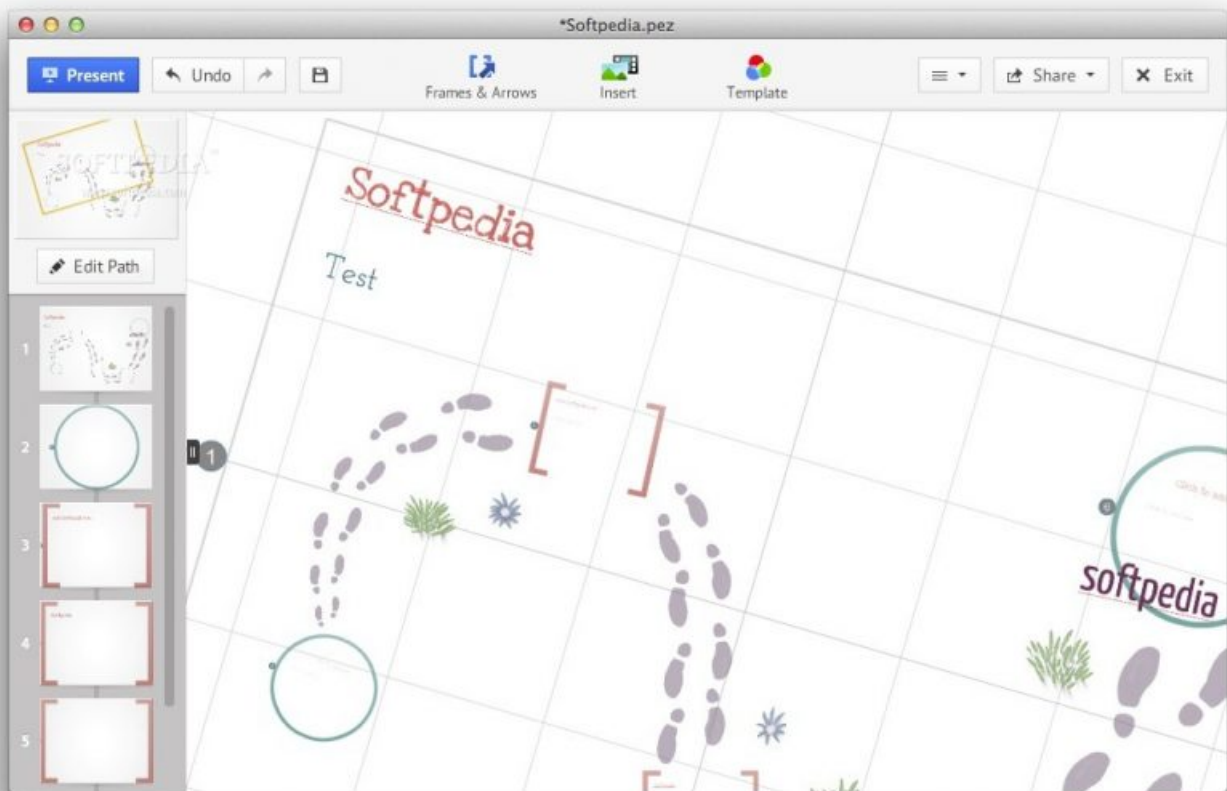 *Softpedia.pez
Present
Undo
Frames & Arrows
Insert
Template
Share
Exit
SOFTPEDIA
Edit Path
1
2
3
4
5
Softpedia
Test
1
softpedia